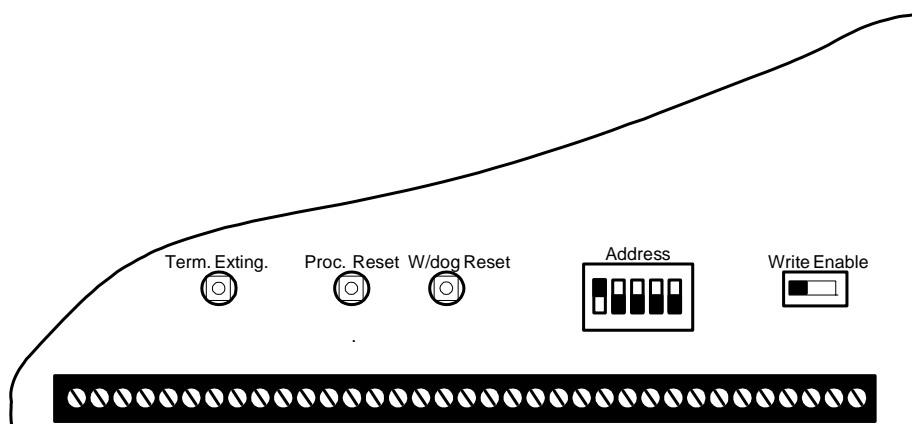 Address
Term. Exting. Proc. Reset W/dog Reset Write Enable